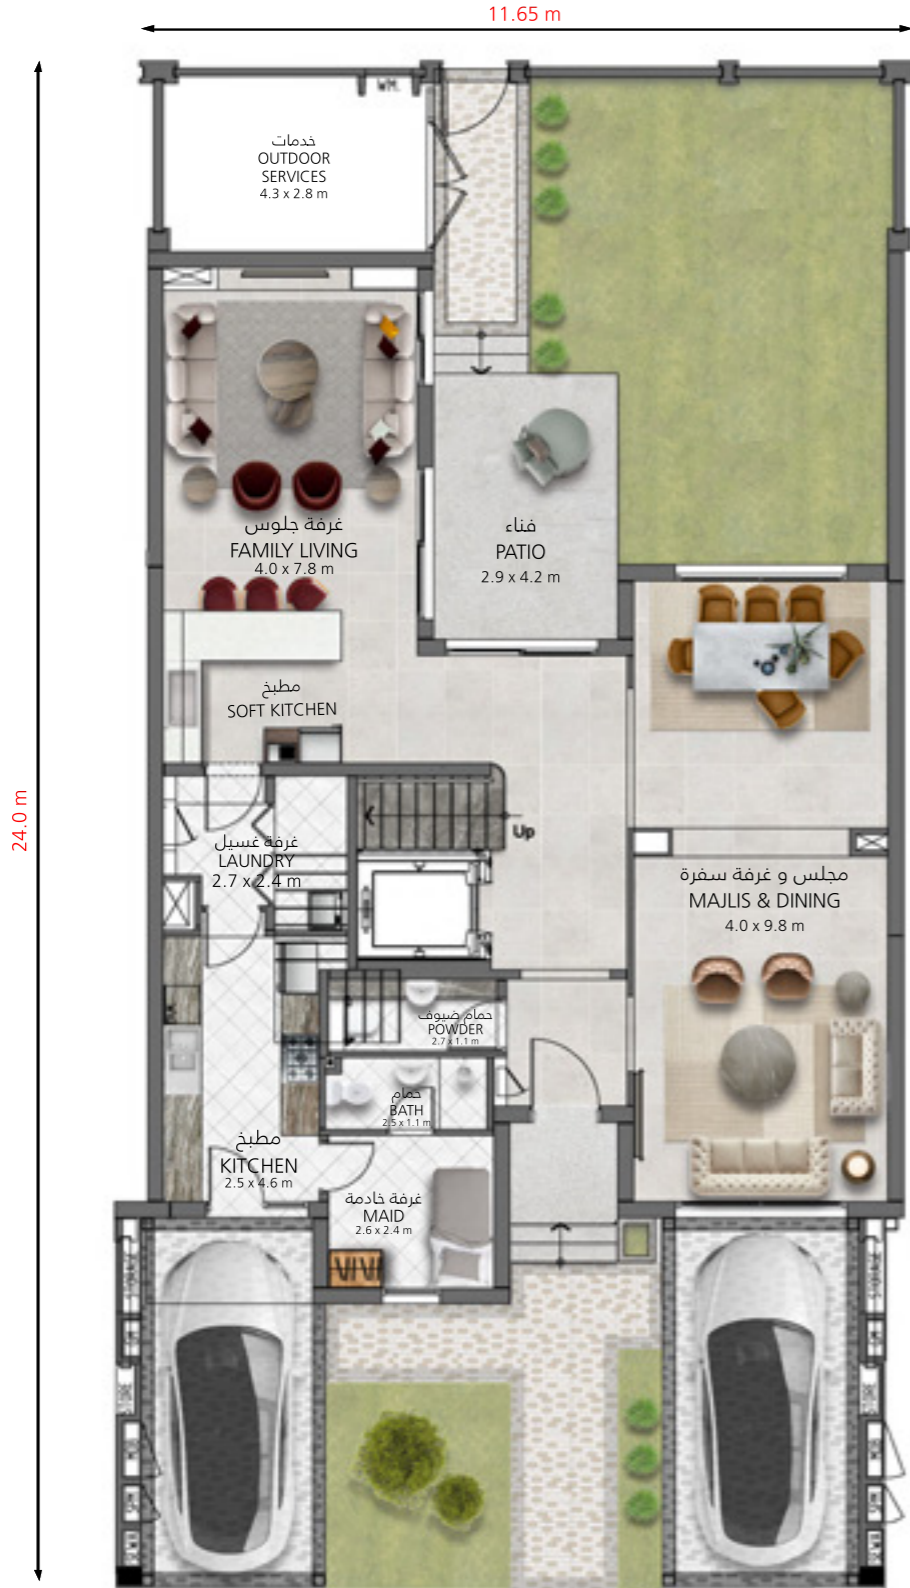 11.65 m
24.0 m
WM.
خدمات
OUTDOOR
SERVICES
4.3 x 2.8 m
غرفة جلوس
FAMILY LIVING
4.0 x 7.8 m
فناء
PATIO
2.9 x 4.2 m
مطبخ
SOFT KITCHEN
Up
غرفة غسيل
LAUNDRY
2.7 x 2.4 m
مجلس و غرفة سفرة
MAJLIS & DINING
4.0 x 9.8 m
حمام ضيوف
POWDER
2.7 x 1.1 m
حمام
BATH
2.5 x 1.1 m
مطبخ
KITCHEN
2.5 x 4.6 m
غرفة خادمة
MAID
2.6 x 2.4 m